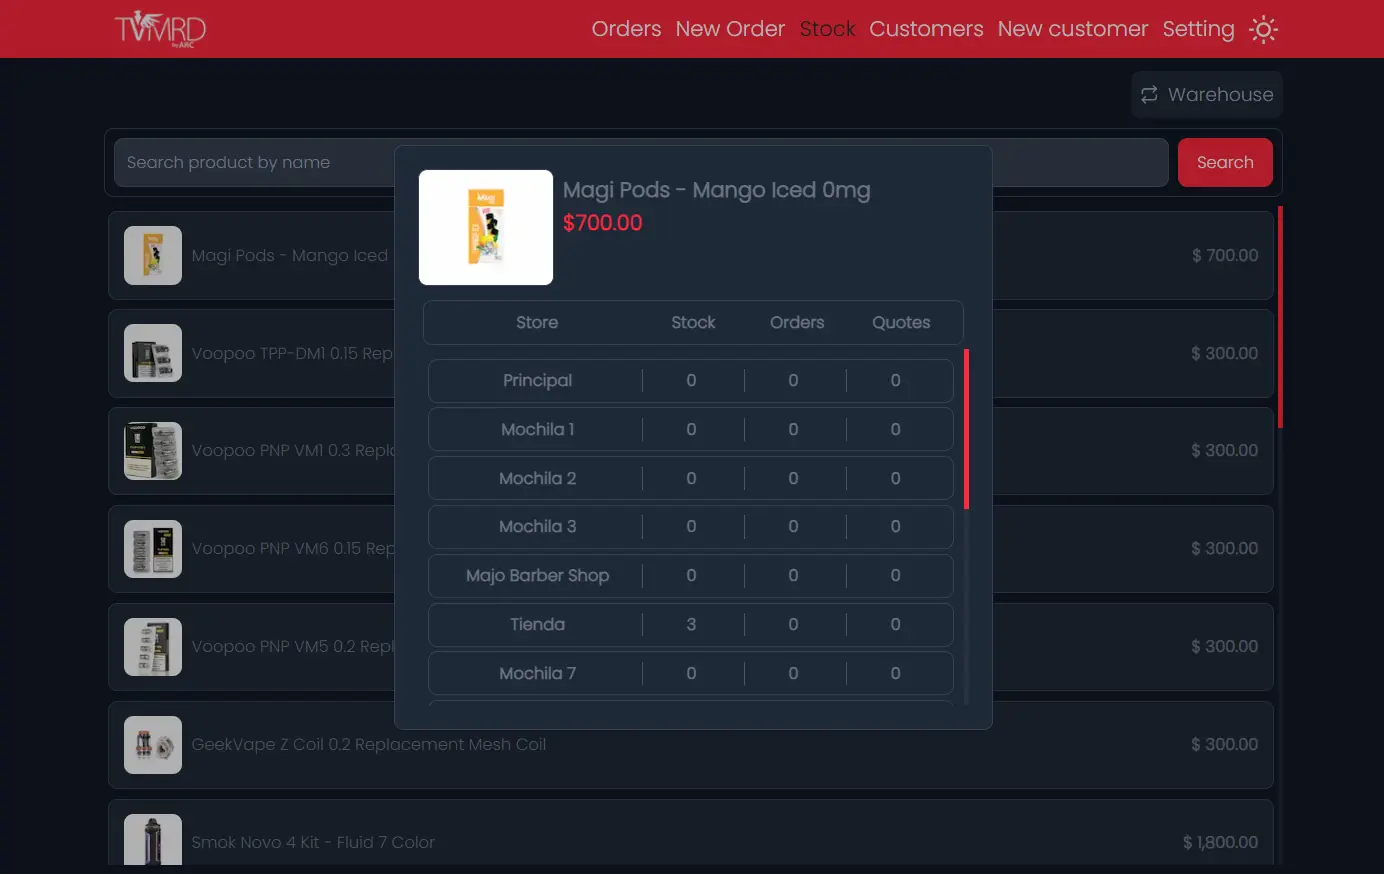 TVMRD
by ARC
Orders New Order Stock Customers New customer Setting
Warehouse
Search product by name
Search
Magi Pods - Mango Iced 0mg
$700.00
Store Stock Orders Quotes
Principal 0 0 0
Mochila 1 0 0 0
Mochila 2 0 0 0
Mochila 3 0 0 0
Majo Barber Shop 0 0 0
Tienda 3 0 0
Mochila 7 0 0 0
Magi Pods - Mango Iced
$ 700.00
Voopoo TPP-DM1 0.15 Rep
$ 300.00
Voopoo PNP VM1 0.3 Repla
$ 300.00
Voopoo PNP VM6 0.15 Rep
$ 300.00
Voopoo PNP VM5 0.2 Repl
$ 300.00
GeekVape Z Coil 0.2 Replacement Mesh Coil
$ 300.00
Smok Novo 4 Kit - Fluid 7 Color
$ 1,800.00